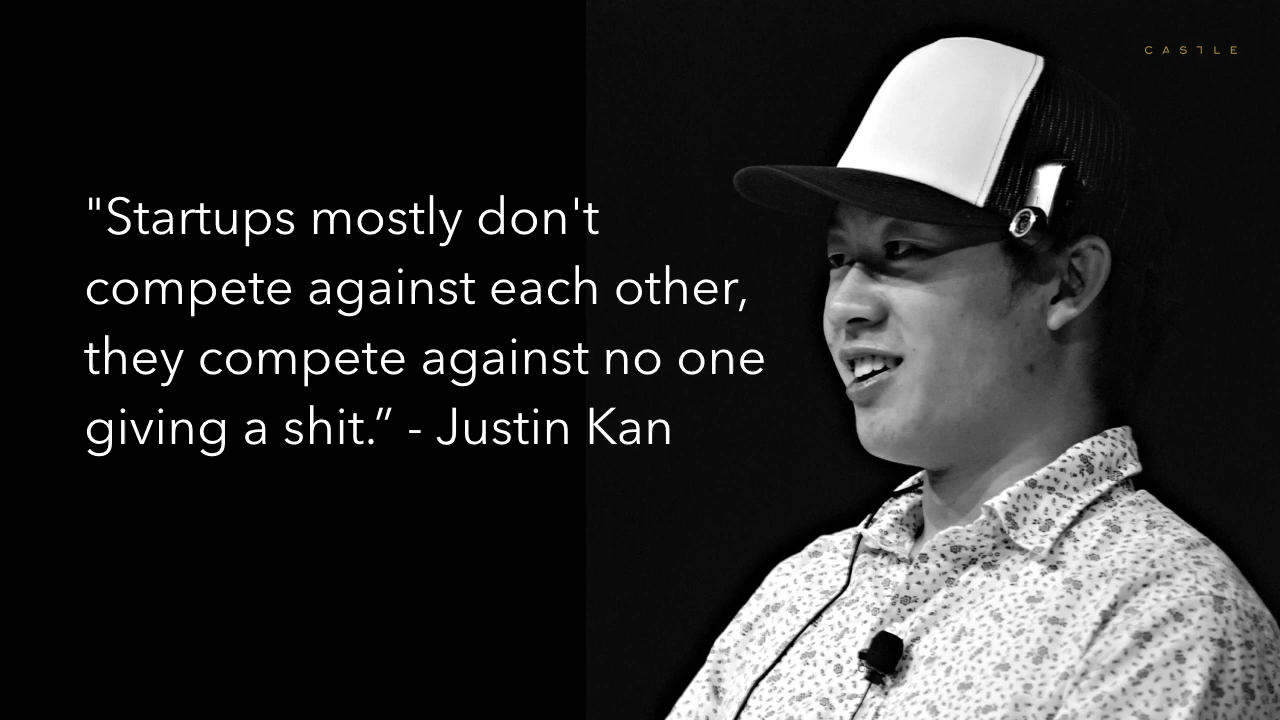 CASTLE
"Startups mostly don't
compete against each other,
they compete against no one
giving a shit.” - Justin Kan